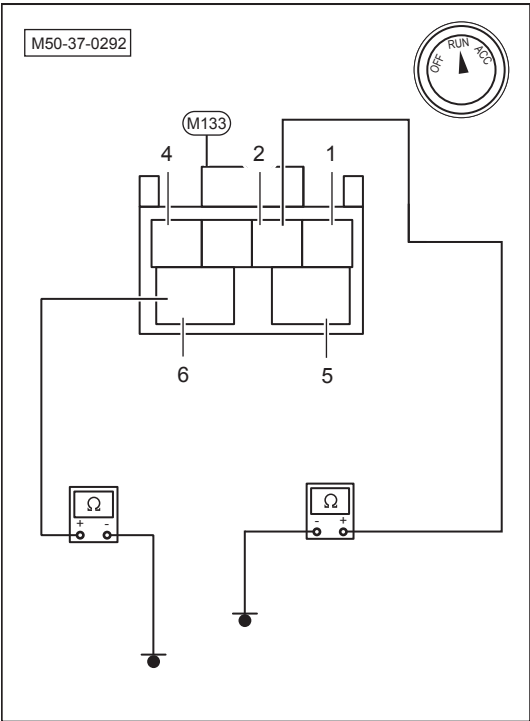 M50-37-0292
OFF RUN ACC
M133
4 2 1
6 5
Ω Ω
+ - - +